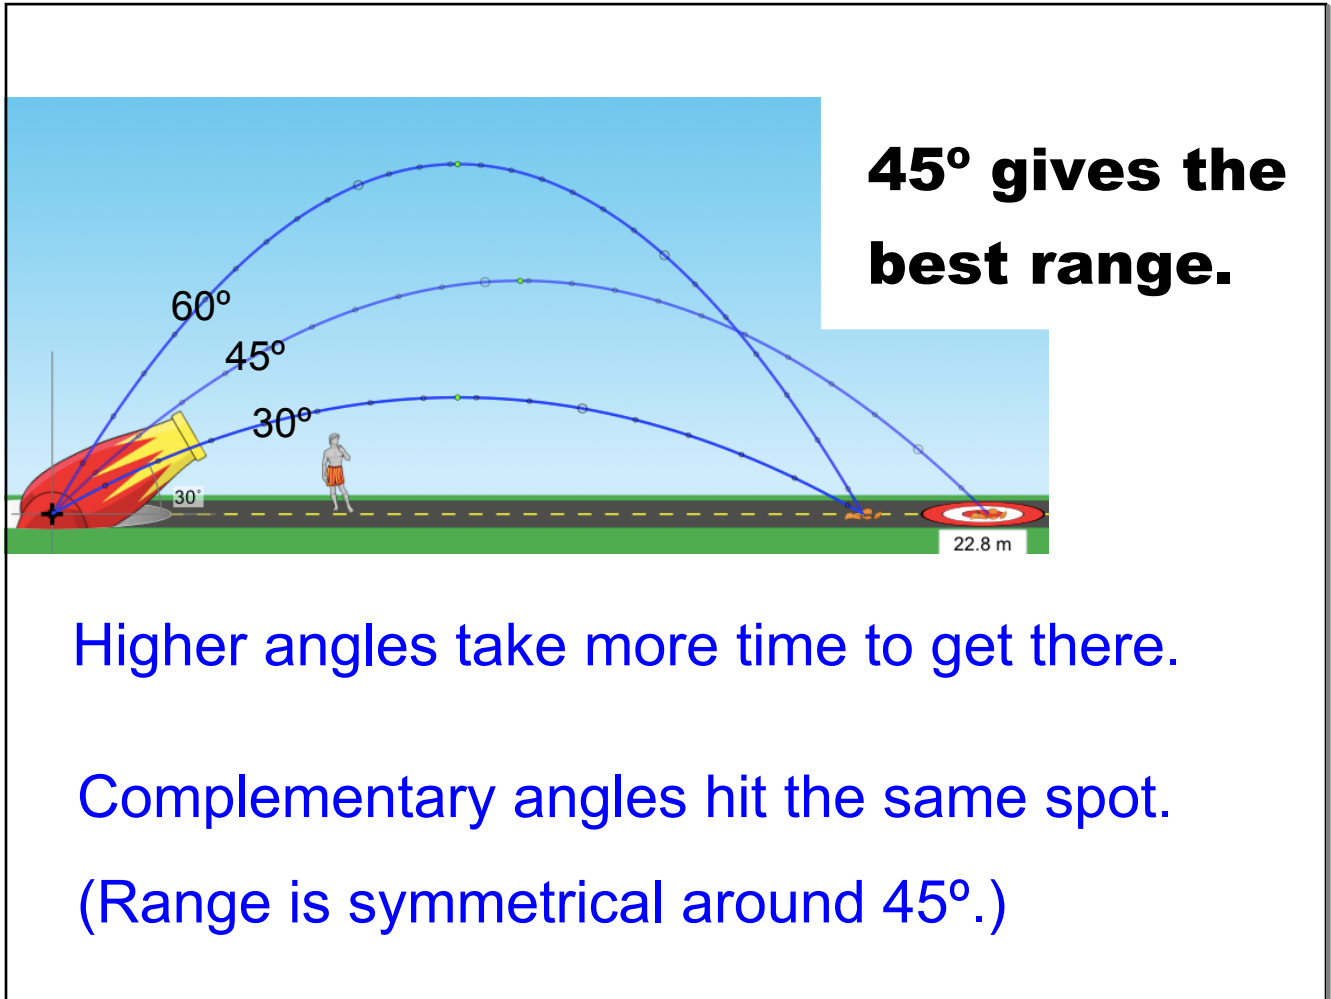 45º gives the
best range.
60º
45º
30º
30°
22.8 m
Higher angles take more time to get there.
Complementary angles hit the same spot.
(Range is symmetrical around 45º.)